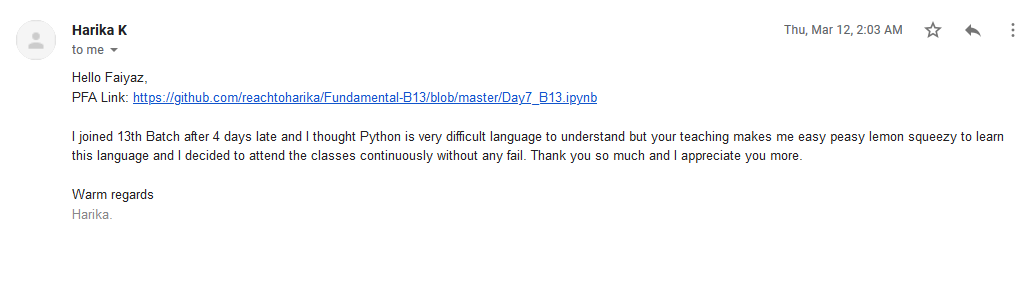 Harika K
Thu, Mar 12, 2:03 AM
to me
Hello Faiyaz,
PFA Link: https://github.com/reachtoharika/Fundamental-B13/blob/master/Day7_B13.ipynb
I joined 13th Batch after 4 days late and I thought Python is very difficult language to understand but your teaching makes me easy peasy lemon squeezy to learn
this language and I decided to attend the classes continuously without any fail. Thank you so much and I appreciate you more.
Warm regards
Harika.